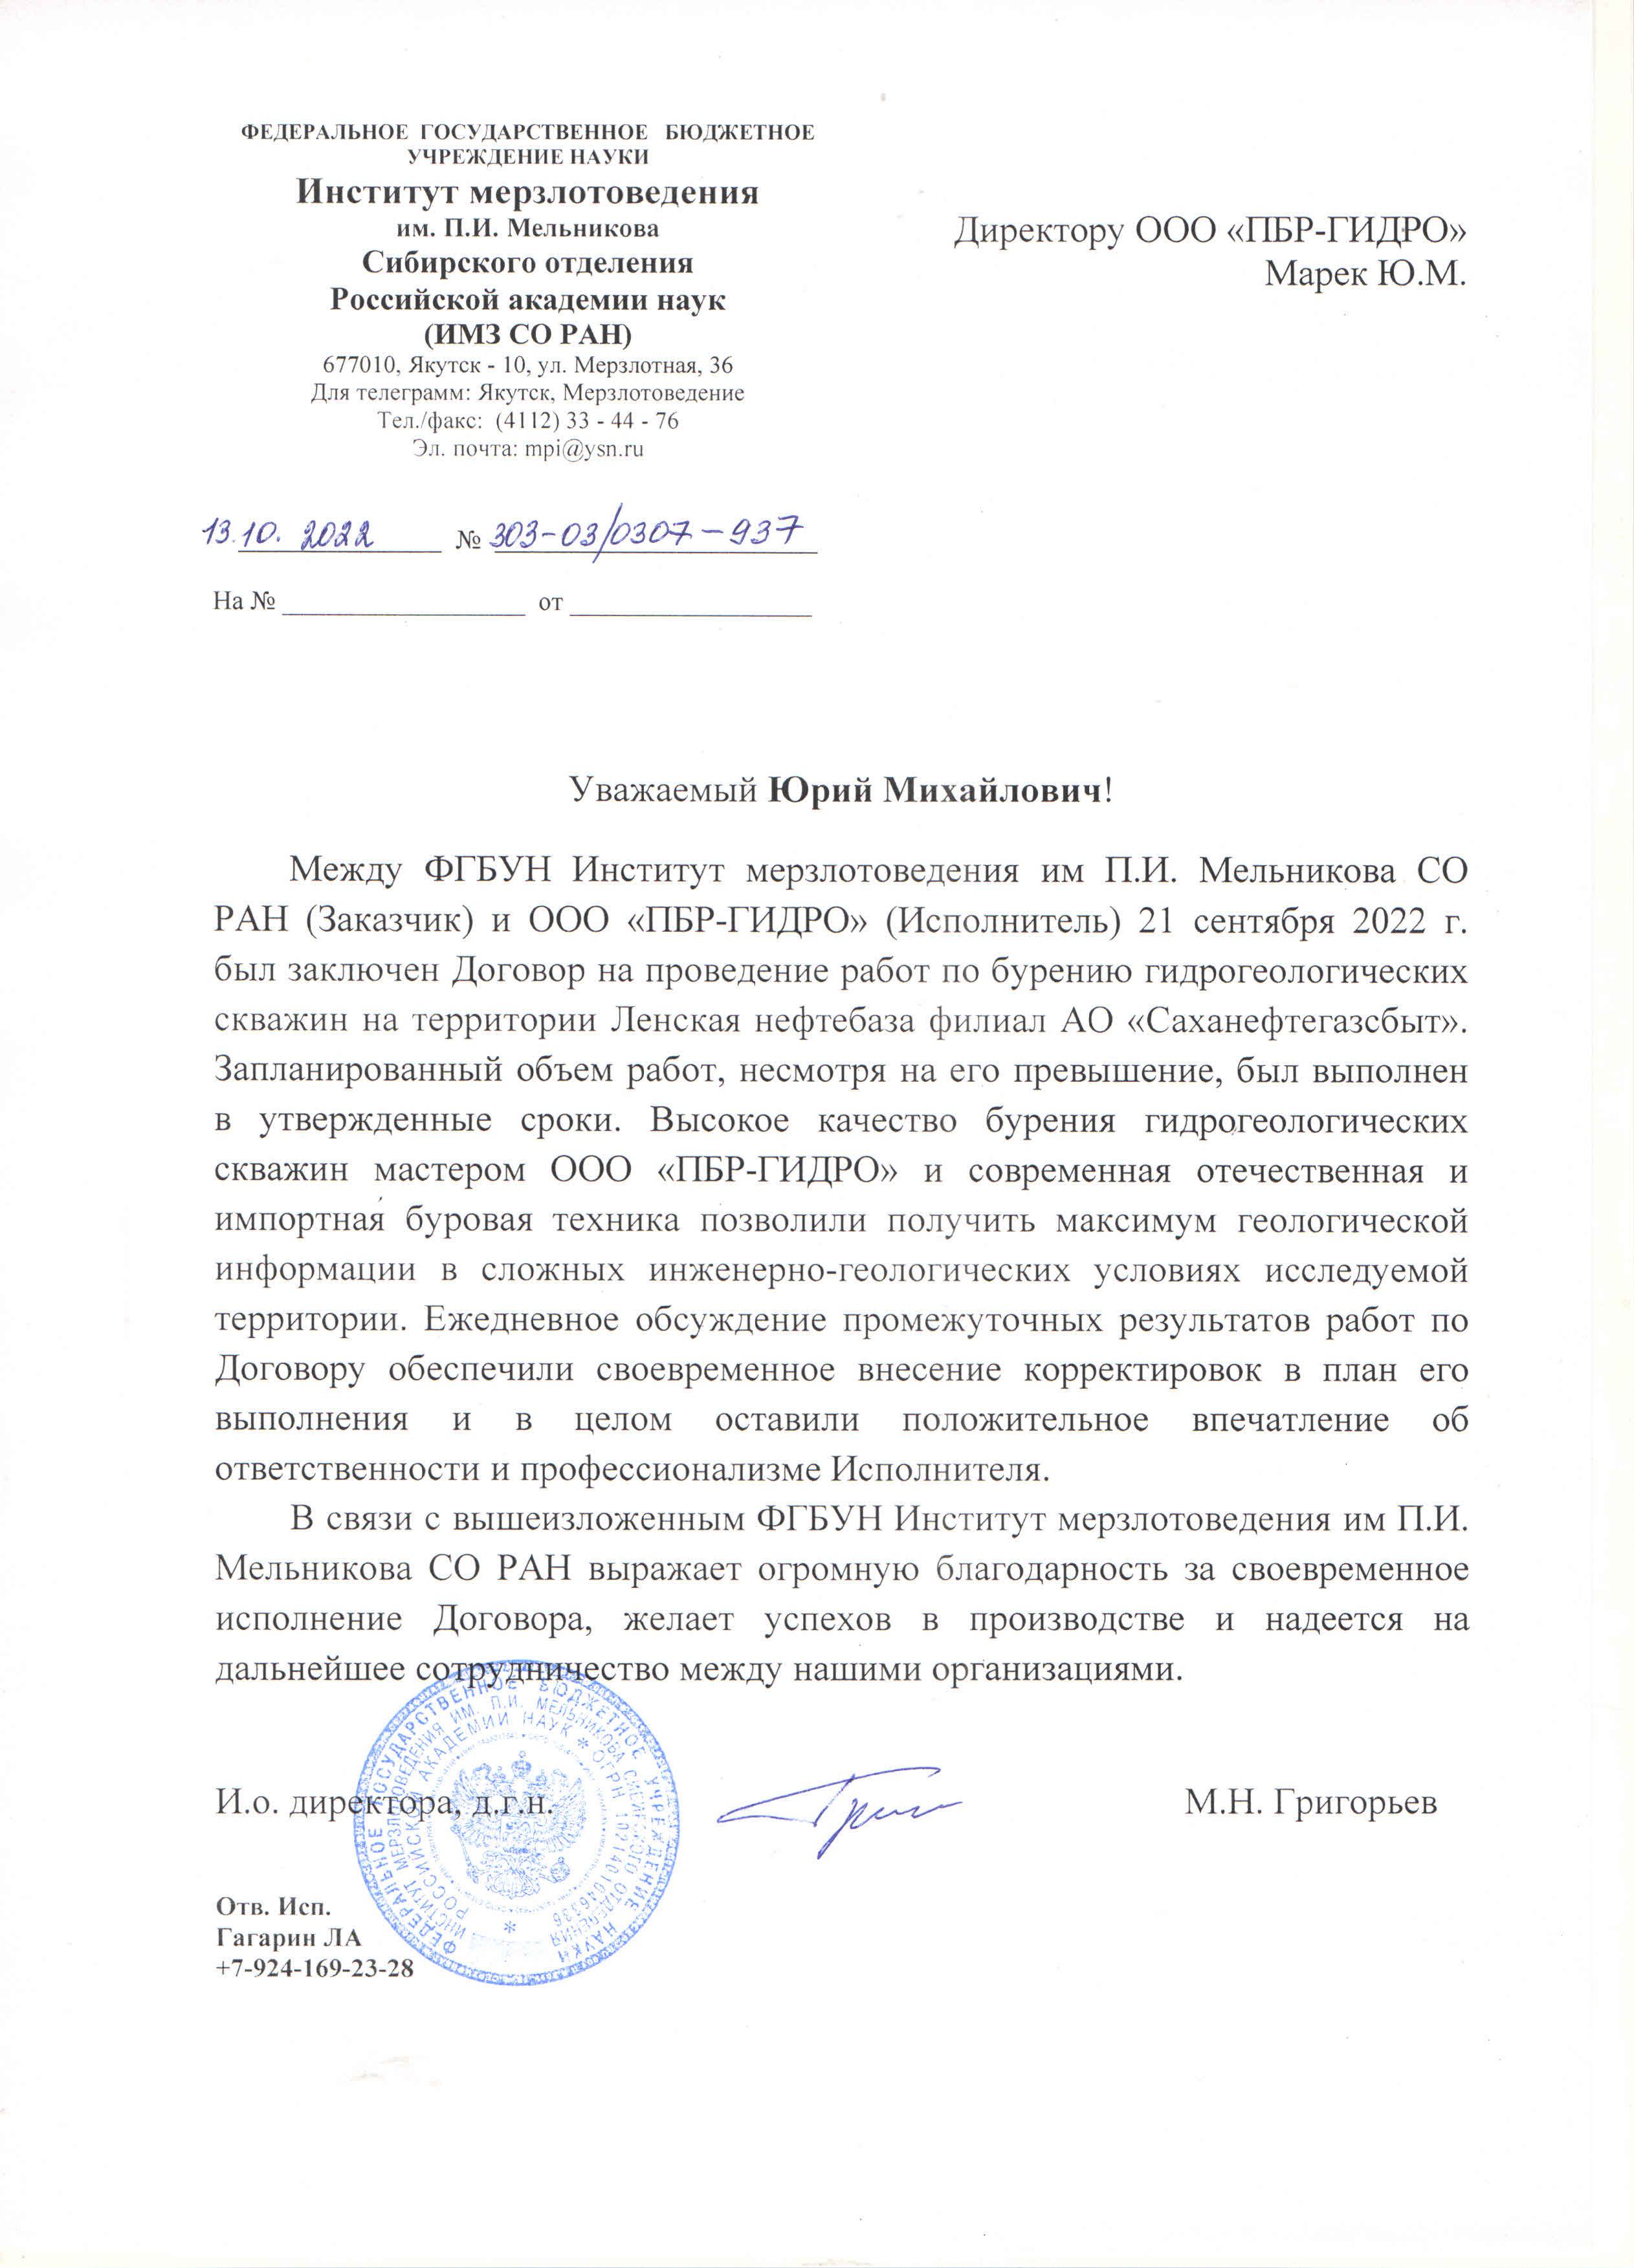 ФЕДЕРАЛЬНОЕ ГОСУДАРСТВЕННОЕ БЮДЖЕТНОЕ
УЧРЕЖДЕНИЕ НАУКИ
Институт мерзлотоведения
им. П.И. Мельникова
Сибирского отделения
Российской академии наук
(ИМЗ СО РАН)
677010, Якутск - 10, ул. Мерзлотная, 36
Для телеграмм: Якутск, Мерзлотоведение
Тел./факс: (4112) 33 - 44 - 76
Эл. почта: mpi@ysn.ru
Директору ООО «ПБР-ГИДРО»
Марек Ю.М.
13.10. 2022 № 303-03/0307-937
На № от
Уважаемый Юрий Михайлович!
Между ФГБУН Институт мерзлотоведения им П.И. Мельникова СО
РАН (Заказчик) и ООО «ПБР-ГИДРО» (Исполнитель) 21 сентября 2022 г.
был заключен Договор на проведение работ по бурению гидрогеологических
скважин на территории Ленская нефтебаза филиал АО «Саханефтегазсбыт».
Запланированный объем работ, несмотря на его превышение, был выполнен
в утвержденные сроки. Высокое качество бурения гидрогеологических
скважин мастером ООО «ПБР-ГИДРО» и современная отечественная и
импортная буровая техника позволили получить максимум геологической
информации в сложных инженерно-геологических условиях исследуемой
территории. Ежедневное обсуждение промежуточных результатов работ по
Договору обеспечили своевременное внесение корректировок в план его
выполнения и в целом оставили положительное впечатление об
ответственности и профессионализме Исполнителя.
В связи с вышеизложенным ФГБУН Институт мерзлотоведения им П.И.
Мельникова СО РАН выражает огромную благодарность за своевременное
исполнение Договора, желает успехов в производстве и надеется на
дальнейшее сотрудничество между нашими организациями.
И.о. директора, д.г.н. М.Н. Григорьев
ФЕДЕРАЛЬНОЕ ГОСУДАРСТВЕННОЕ БЮДЖЕТНОЕ УЧРЕЖДЕНИЕ НАУКИ
ИНСТИТУТ МЕРЗЛОТОВЕДЕНИЯ ИМ. П.И. МЕЛЬНИКОВА СИБИРСКОГО ОТДЕЛЕНИЯ
РОССИЙСКОЙ АКАДЕМИИ НАУК * ОГРН 1021401046336 *
Отв. Исп.
Гагарин ЛА
+7-924-169-23-28